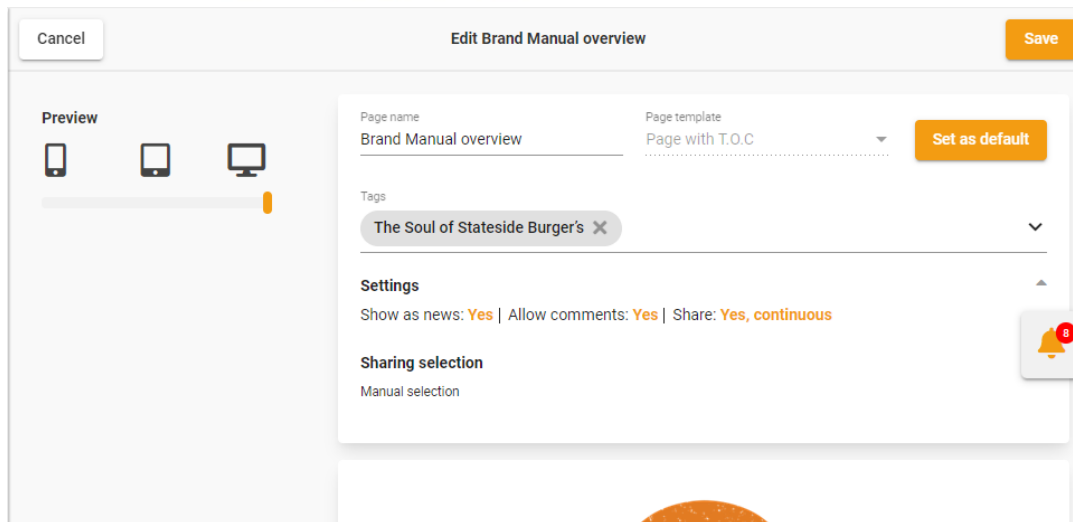 Cancel
Edit Brand Manual overview
Save
Preview
Page name
Brand Manual overview
Page template
Page with T.O.C
Set as default
Tags
The Soul of Stateside Burger's
Settings
Show as news: Yes | Allow comments: Yes | Share: Yes, continuous
8
Sharing selection
Manual selection